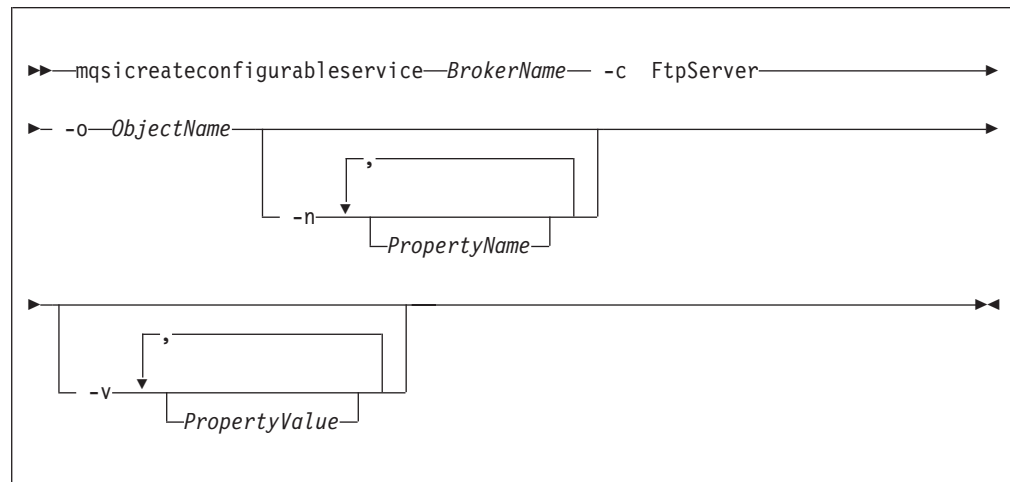 mqsicreateconfigurableservice BrokerName -c FtpServer
-o ObjectName
,
-n
PropertyName
,
-v
PropertyValue